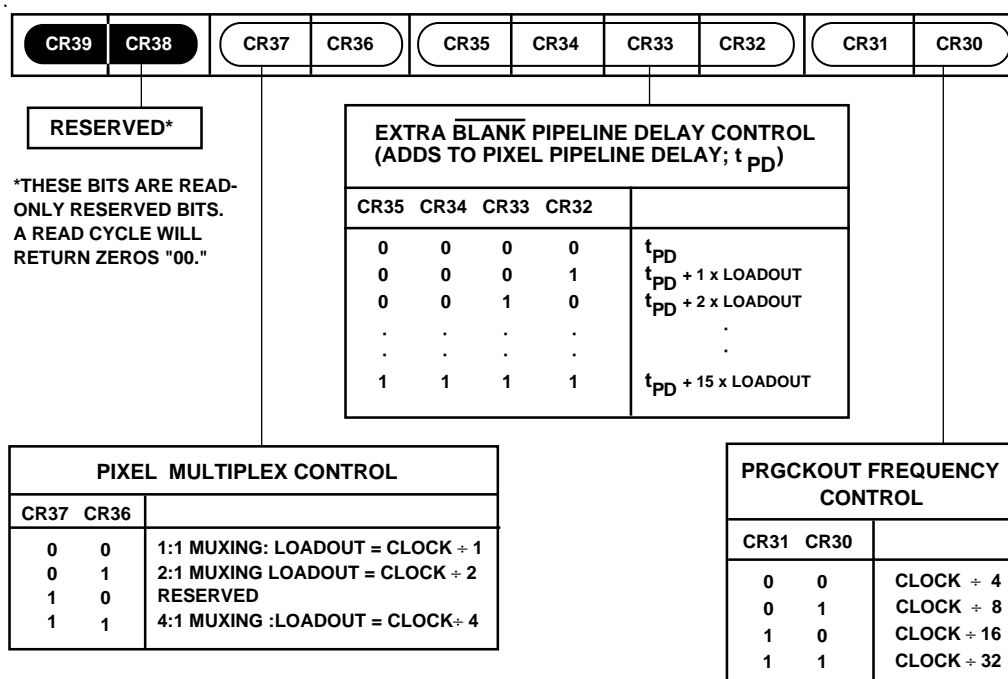 CR39 CR38 CR37 CR36 CR35 CR34 CR33 CR32 CR31 CR30
RESERVED*
*THESE BITS ARE READ-
ONLY RESERVED BITS.
A READ CYCLE WILL
RETURN ZEROS "00."
EXTRA BLANK PIPELINE DELAY CONTROL
(ADDS TO PIXEL PIPELINE DELAY; tPD)
CR35 CR34 CR33 CR32
0 0 0 0 tPD
0 0 0 1 tPD + 1 x LOADOUT
0 0 1 0 tPD + 2 x LOADOUT
. . . . .
. . . . .
1 1 1 1 tPD + 15 x LOADOUT
PIXEL MULTIPLEX CONTROL
CR37 CR36
0 0 1:1 MUXING: LOADOUT = CLOCK ÷ 1
0 1 2:1 MUXING LOADOUT = CLOCK ÷ 2
1 0 RESERVED
1 1 4:1 MUXING :LOADOUT = CLOCK÷ 4
PRGCKOUT FREQUENCY
CONTROL
CR31 CR30
0 0 CLOCK ÷ 4
0 1 CLOCK ÷ 8
1 0 CLOCK ÷ 16
1 1 CLOCK ÷ 32